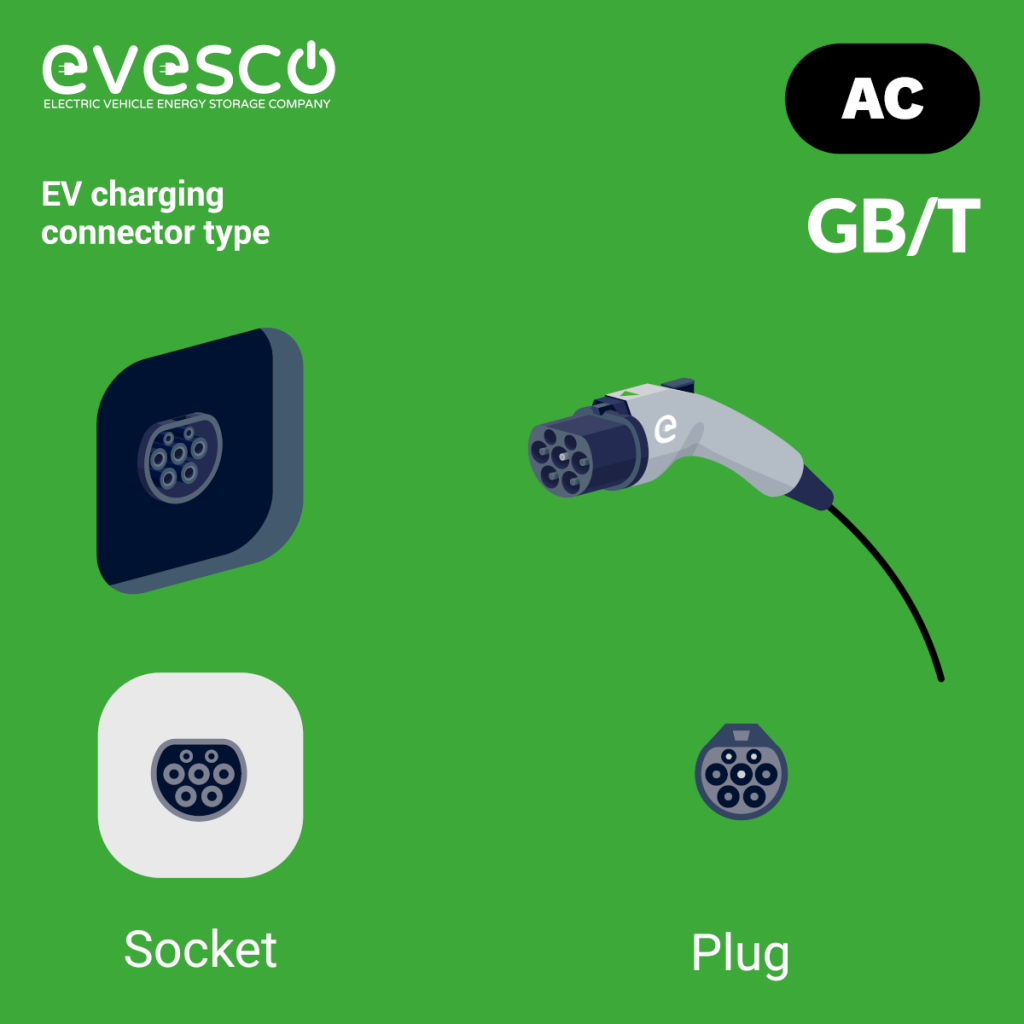 evesco
ELECTRIC VEHICLE ENERGY STORAGE COMPANY
AC
EV charging
connector type
GB/T
e
Socket
Plug